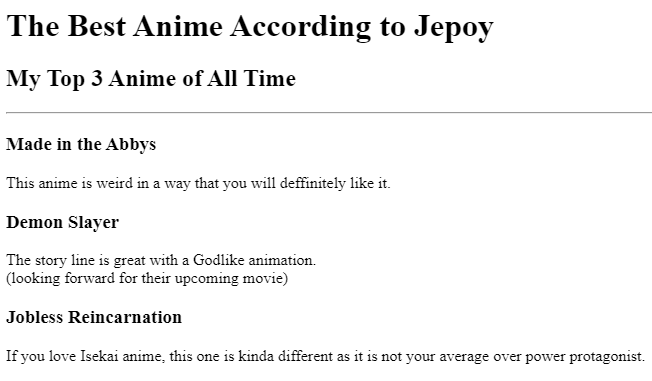 The Best Anime According to Jepoy
My Top 3 Anime of All Time
Made in the Abbys
This anime is weird in a way that you will deffinitely like it.
Demon Slayer
The story line is great with a Godlike animation.
(looking forward for their upcoming movie)
Jobless Reincarnation
If you love Isekai anime, this one is kinda different as it is not your average over power protagonist.